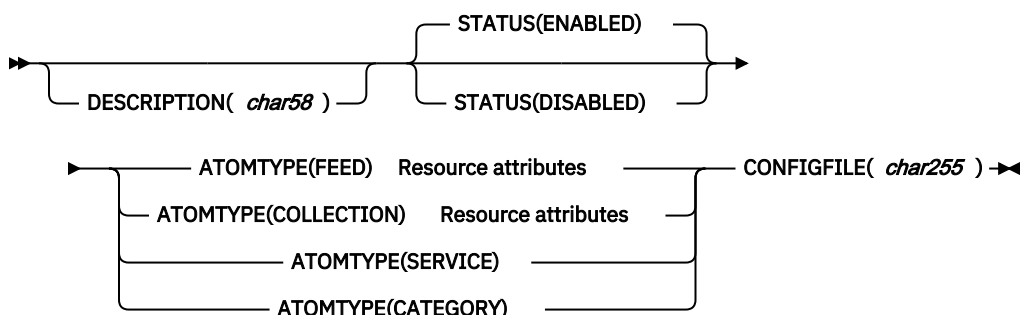 STATUS(ENABLED)
DESCRIPTION( char58 )
STATUS(DISABLED)
ATOMTYPE(FEED) Resource attributes
CONFIGFILE( char255 )
ATOMTYPE(COLLECTION) Resource attributes
ATOMTYPE(SERVICE)
ATOMTYPE(CATEGORY)